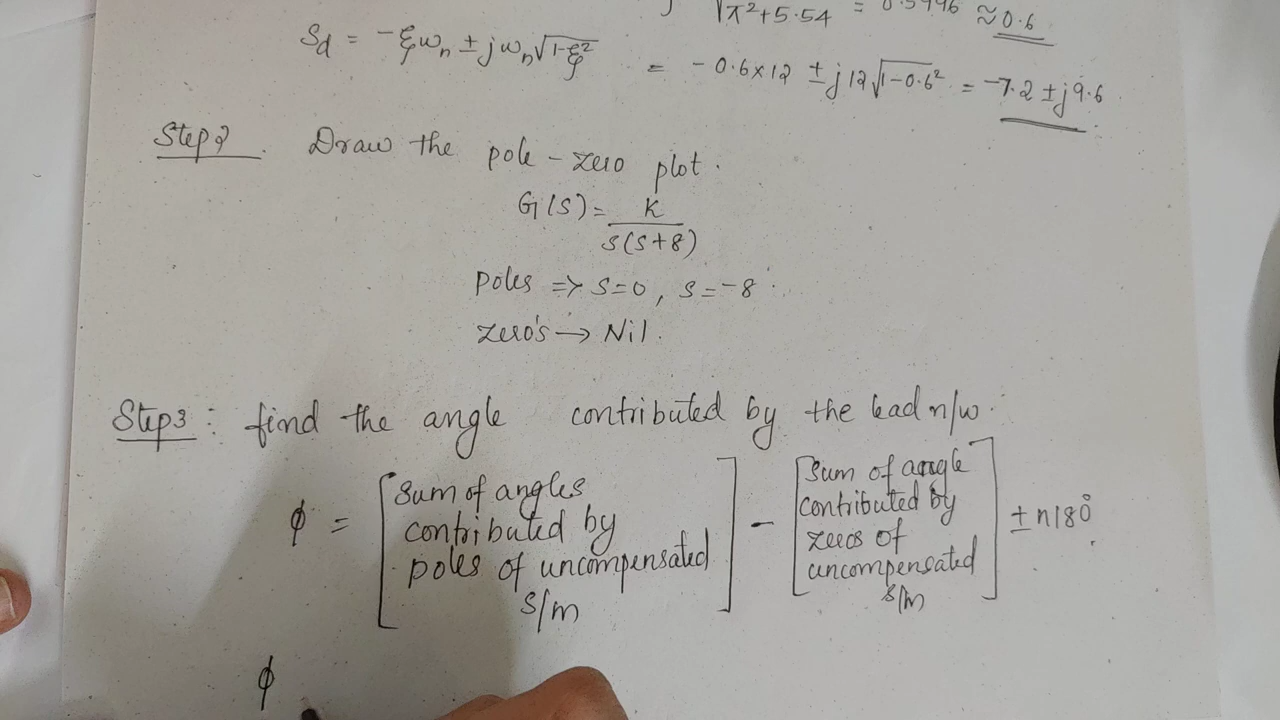 √π²+5.54 = 0.5996 ≈ 0.6
Sd = -ξωn ± jωn√1-ξ² = -0.6×12 ± j12√1-0.6² = -7.2 ± j9.6
Step2 Draw the pole-zero plot.
G(s) = K / s(s+8)
poles => s=0, s=-8.
zero's → Nil.
Step3: find the angle contributed by the lead n/w.
ϕ = [sum of angles contributed by poles of uncompensated s/m] - [sum of angle contributed by zeros of uncompensated s/m] ± n180°.
ϕ